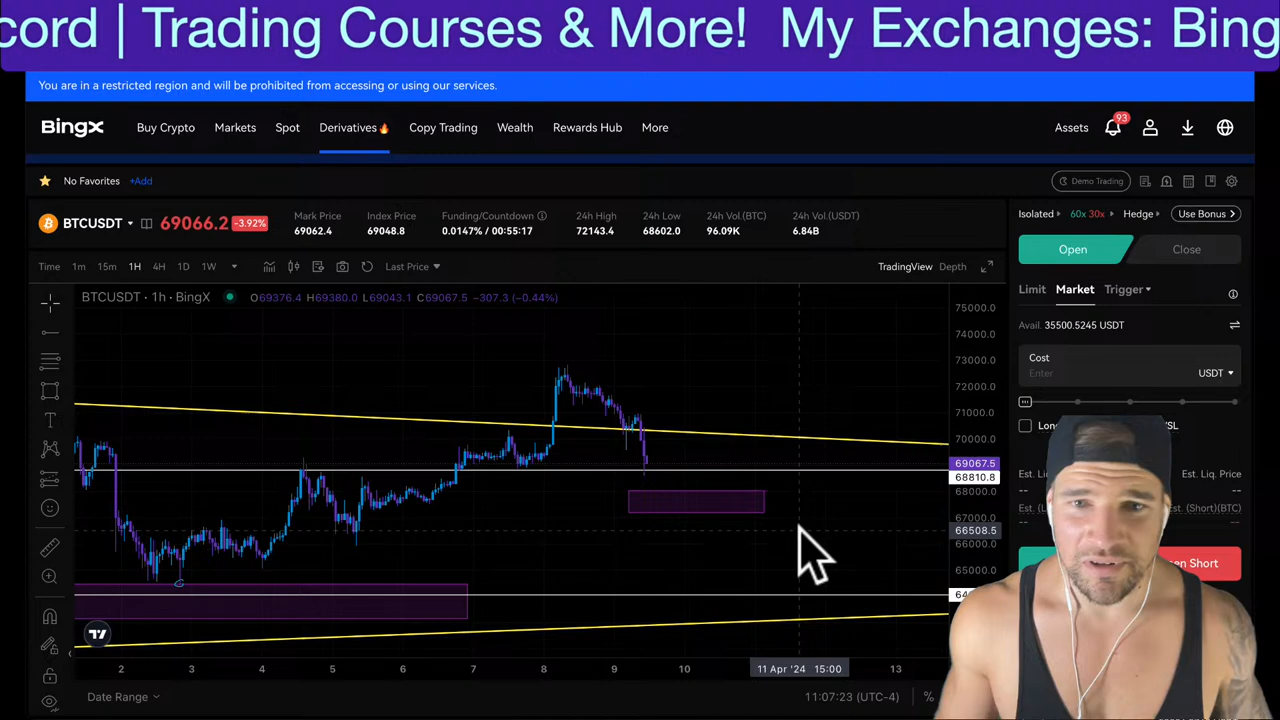 cord | Trading Courses & More! My Exchanges: Bing
You are in a restricted region and will be prohibited from accessing or using our services.
BingX Buy Crypto Markets Spot Derivatives Copy Trading Wealth Rewards Hub More Assets 93
No Favorites +Add Demo Trading
BTCUSDT 69066.2 -3.92%
Mark Price 69062.4
Index Price 69048.8
Funding/Countdown 0.0147% / 00:55:17
24h High 72143.4
24h Low 68602.0
24h Vol.(BTC) 96.09K
24h Vol.(USDT) 6.84B
Isolated 60x 30x Hedge Use Bonus
Open Close
Time 1m 15m 1H 4H 1D 1W Last Price TradingView Depth
Limit Market Trigger
BTCUSDT · 1h • BingX O69376.4 H69380.0 L69043.1 C69067.5 −307.3 (−0.44%)
Avail. 35500.5245 USDT
Cost
Enter USDT
75000.0
74000.0
73000.0
72000.0
71000.0
70000.0
69067.5
68810.8
68000.0
67000.0
66508.5
66000.0
65000.0
SL
Est. Liq. Price
Short)(BTC)
Short
2 3 4 5 6 7 8 9 10 11 Apr '24 15:00 13
Date Range 11:07:23 (UTC-4) %